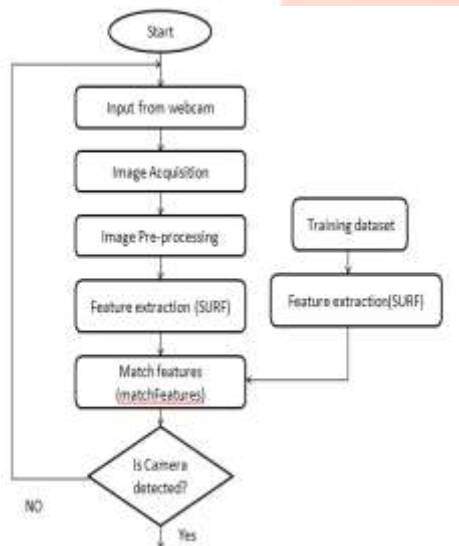 Start
Input from webcam
Image Acquisition
Image Pre-processing
Training dataset
Feature extraction (SURF)
Feature extraction(SURF)
Match features
(matchFeatures)
Is Camera
detected?
NO
Yes